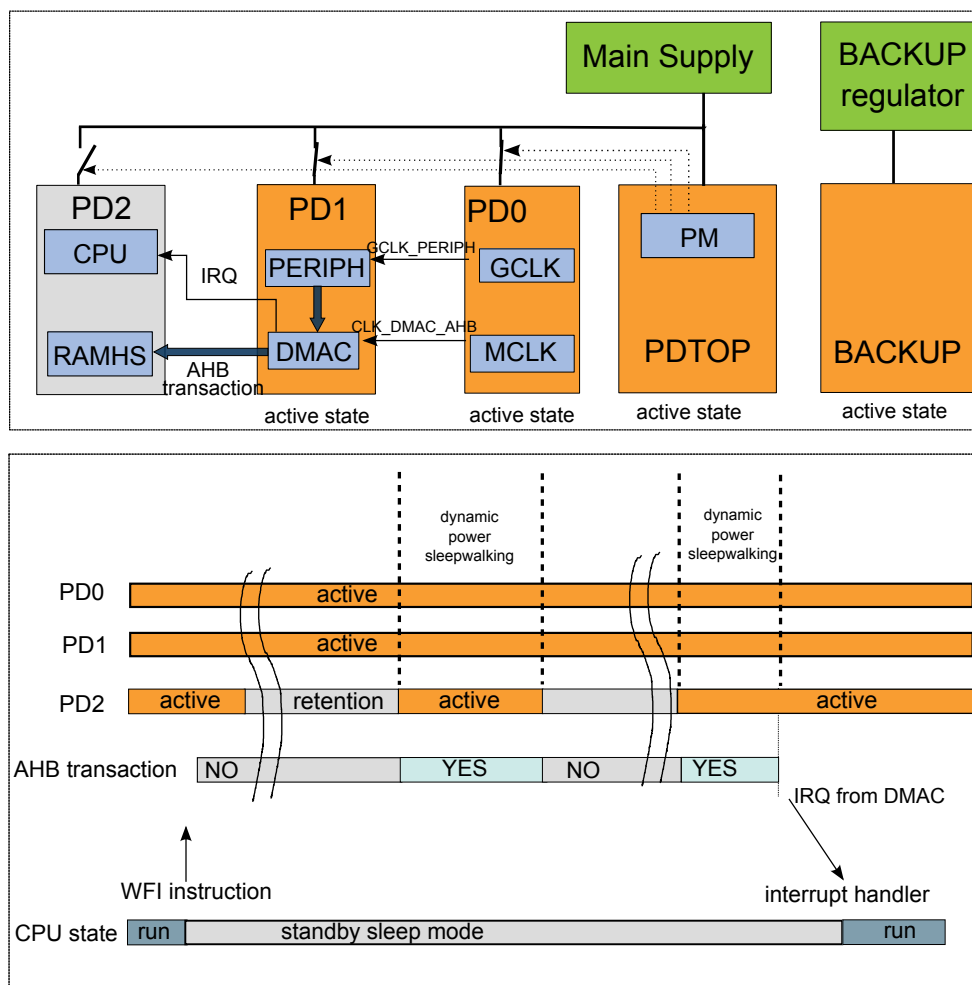 Main Supply
BACKUP
regulator
PD2
PD1
PD0
CPU
IRQ
PERIPH
GCLK_PERIPH
GCLK
PM
RAMHS
AHB
transaction
DMAC
CLK_DMAC_AHB
MCLK
PDTOP
BACKUP
active state
active state
active state
active state
dynamic
power
sleepwalking
dynamic
power
sleepwalking
PD0
active
PD1
active
PD2
active
retention
active
active
AHB transaction
NO
YES
NO
YES
IRQ from DMAC
WFI instruction
interrupt handler
CPU state
run
standby sleep mode
run